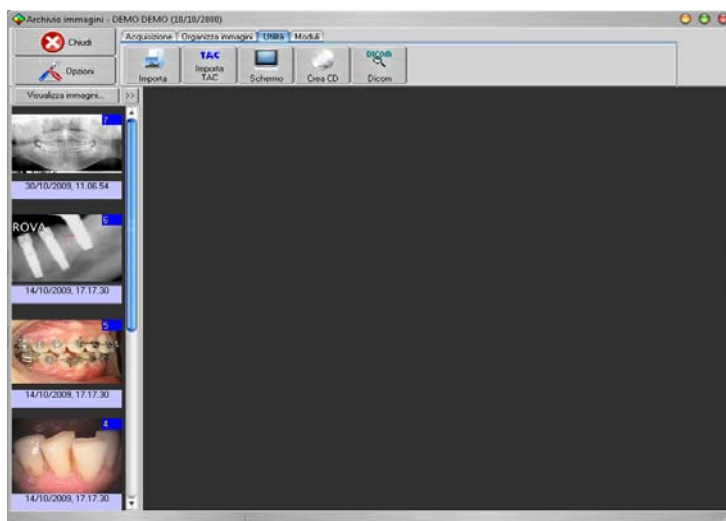 Archivio immagini - DEMO DEMO (10/10/2000)
Chiudi
Opzioni
Acquisizione Organizza immagini Utilità Moduli
Importa
TAC
Importa TAC
Schermo
Crea CD
Dicom
Dicom
Visualizza immagini... >>
7
30/10/2009, 11.06.54
6
ROVA
14/10/2009, 17.17.30
5
14/10/2009, 17.17.30
4
14/10/2009, 17.17.30